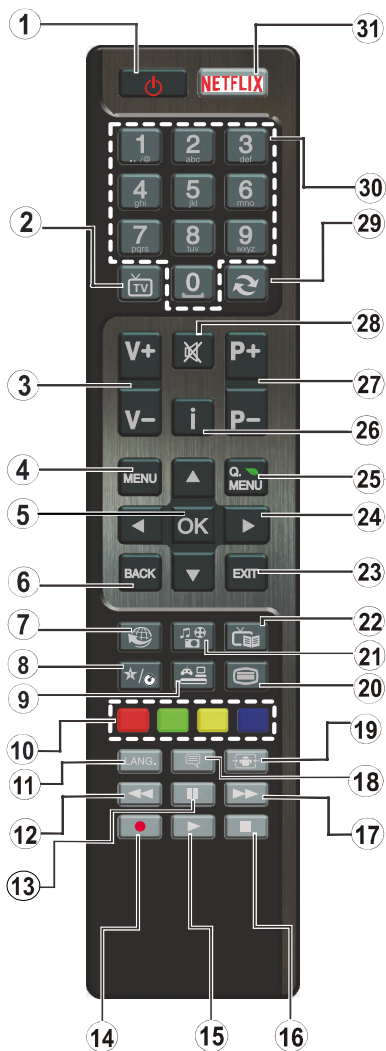 1
31
NETFLIX
1 2 3
.,/@ abc def
4 5 6
ghi jkl mno
30
7 8 9
pqrs tuv wxyz
2
29
TV
0
28
V+ P+
3
27
V- i P-
26
4
MENU
Q.
MENU
25
5
OK
24
6
BACK EXIT
23
7
22
8
21
9
20
10
19
11
LANG.
18
12
17
13
14
15
16